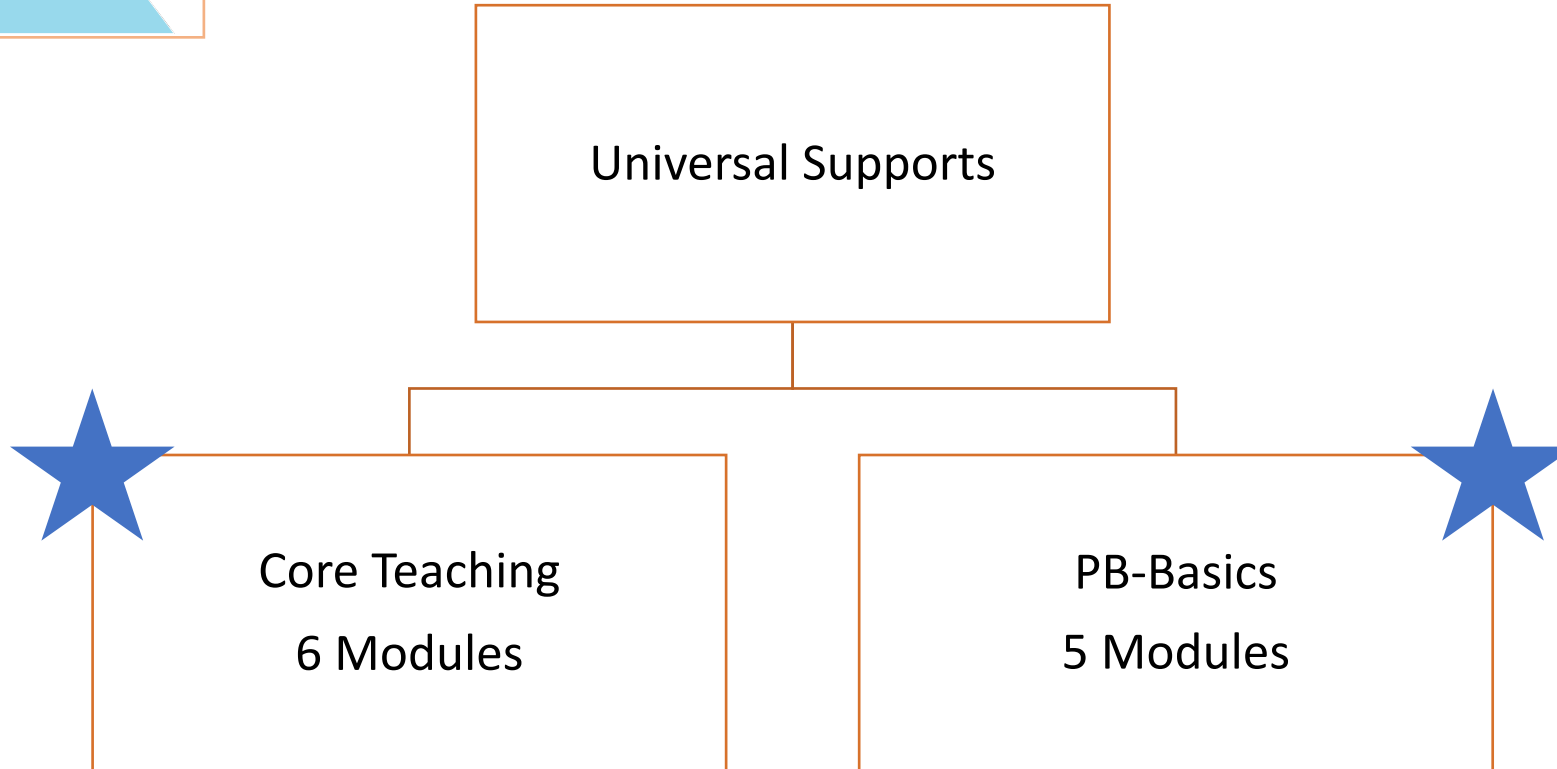 Universal Supports
Core Teaching
6 Modules
PB-Basics
5 Modules